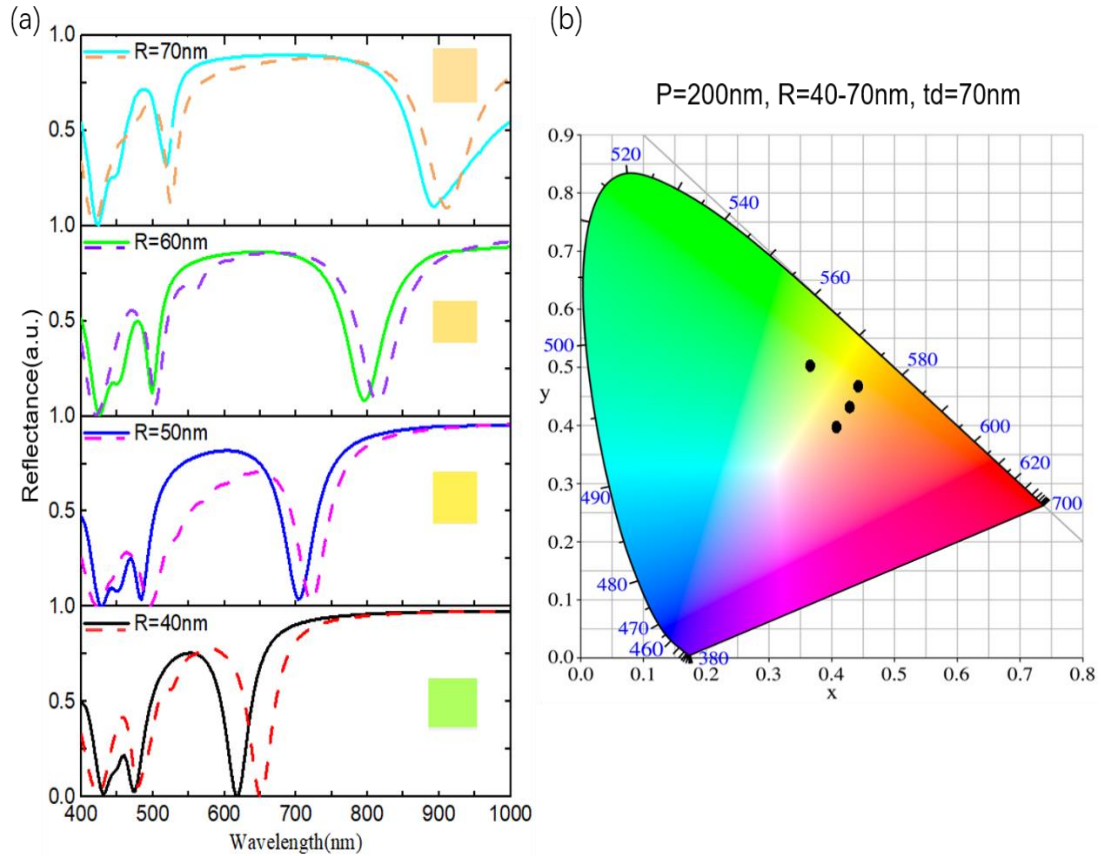 (a)
1.0
R=70nm
0.5
1.0
R=60nm
0.5
1.0
R=50nm
0.5
1.0
R=40nm
0.5
0.0
400 500 600 700 800 900 1000
Reflectance(a.u.)
Wavelength(nm)
(b)
P=200nm, R=40-70nm, td=70nm
0.9
0.8
0.7
0.6
0.5
0.4
0.3
0.2
0.1
0.0
y
0.0 0.1 0.2 0.3 0.4 0.5 0.6 0.7 0.8
x
520
540
560
580
600
620
700
500
490
480
470
460
380